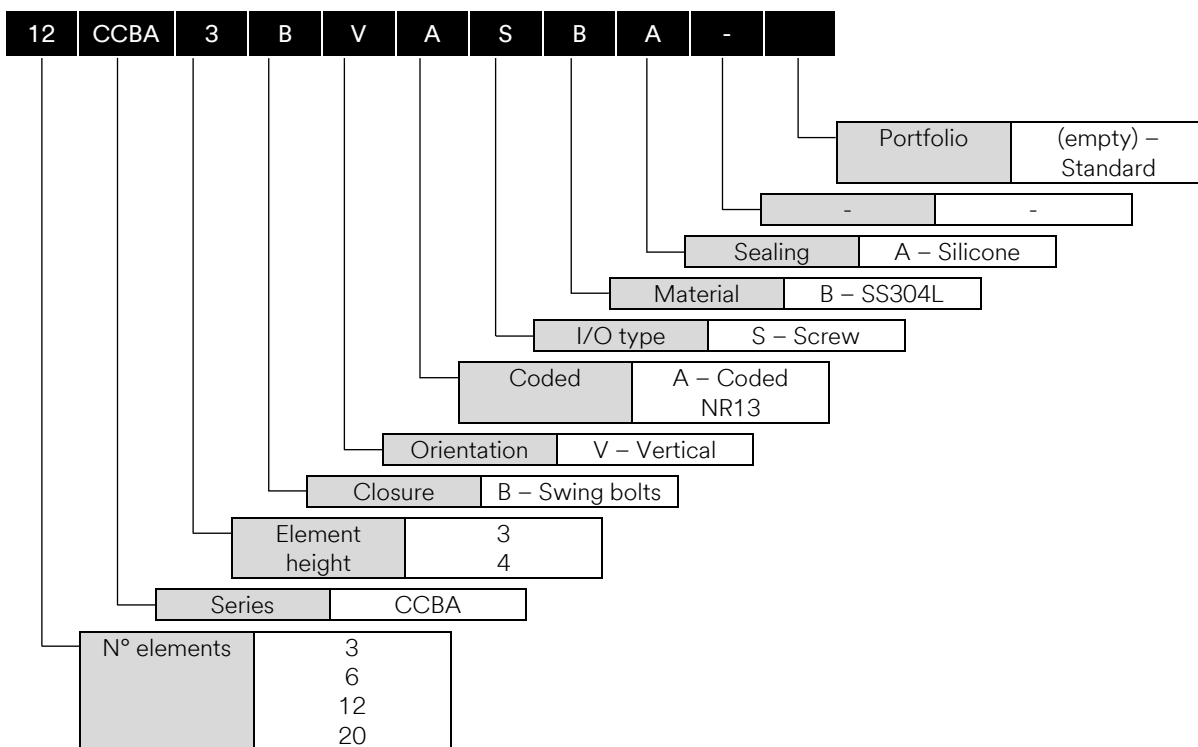 12 CCBA 3 B V A S B A -
Portfolio (empty) –
Standard
- -
Sealing A – Silicone
Material B – SS304L
I/O type S – Screw
Coded A – Coded
NR13
Orientation V – Vertical
Closure B – Swing bolts
Element 3
height 4
Series CCBA
N° elements 3
6
12
20